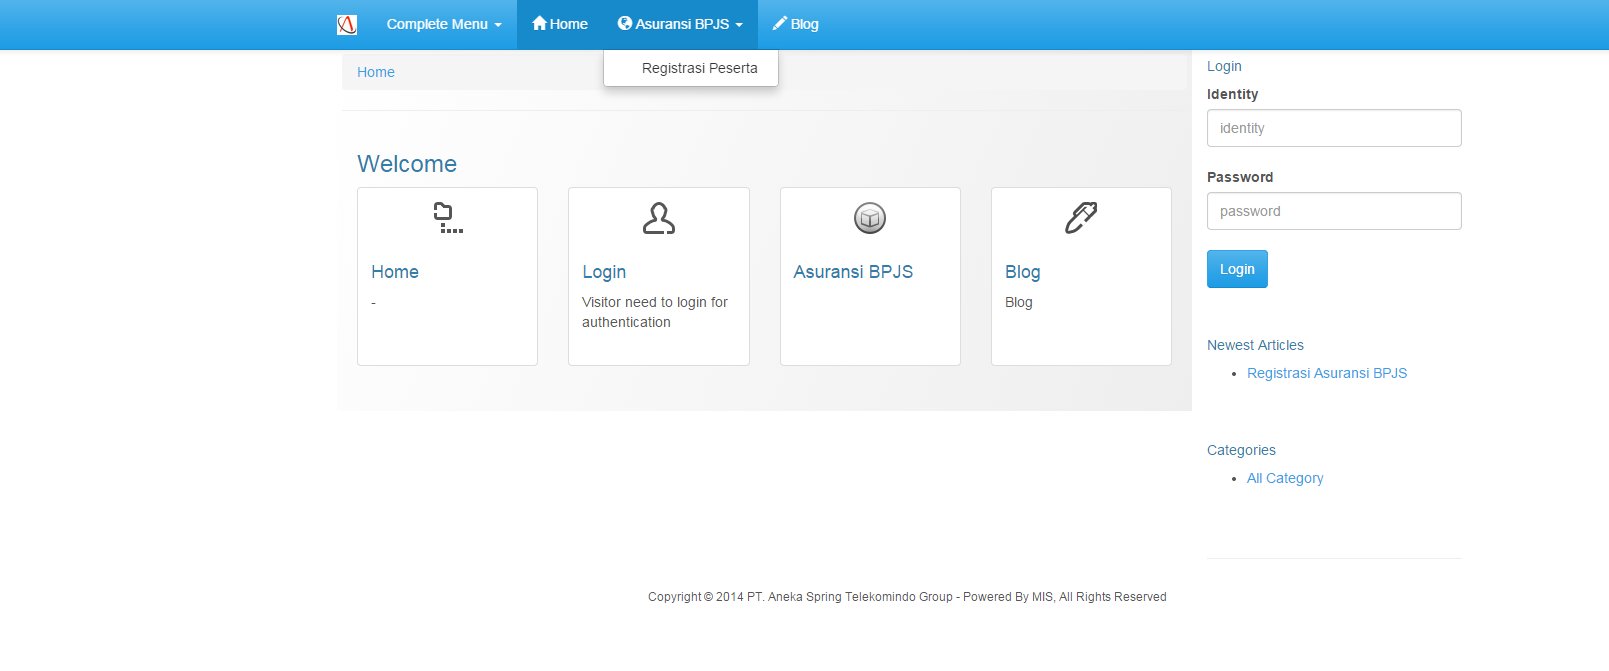 Complete Menu
Home
Asuransi BPJS
Blog
Registrasi Peserta
Home
Welcome
Home
-
Login
Visitor need to login for
authentication
Asuransi BPJS
Blog
Blog
Login
Identity
identity
Password
password
Login
Newest Articles
Registrasi Asuransi BPJS
Categories
All Category
Copyright © 2014 PT. Aneka Spring Telekomindo Group - Powered By MIS, All Rights Reserved